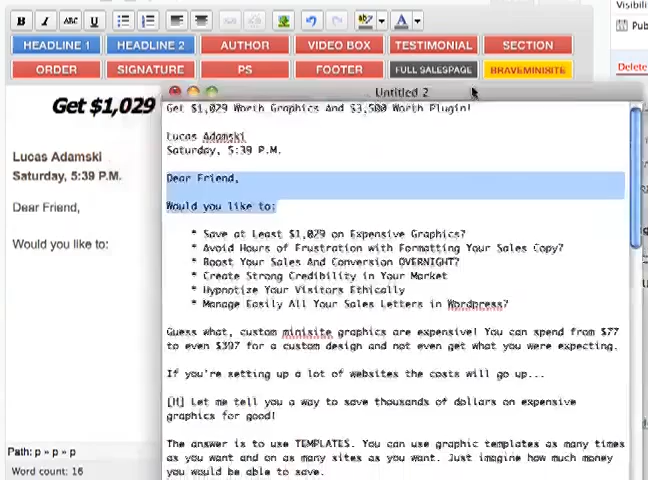 Visibili
B I ABC U
A
Pub
HEADLINE 1 HEADLINE 2 AUTHOR VIDEO BOX TESTIMONIAL SECTION
ORDER SIGNATURE PS FOOTER FULL SALESPAGE BRAVEMINISITE
Delete
Get $1,029
Lucas Adamski
Saturday, 5:39 P.M.
Dear Friend,
Would you like to:
Path: p » p » p
Word count: 16
Untitled 2
Get $1,029 Worth Graphics And $3,500 Worth Plugin!
Lucas Adamski
Saturday, 5:39 P.M.
Dear Friend,
Would you like to:
* Save at Least $1,029 on Expensive Graphics?
* Avoid Hours of Frustration with Formatting Your Sales Copy?
* Boost Your Sales And Conversion OVERNIGHT?
* Create Strong Credibility in Your Market
* Hypnotize Your Visitors Ethically
* Manage Easily All Your Sales Letters in Wordpress?
Guess what, custom minisite graphics are expensive! You can spend from $77
to even $397 for a custom design and not even get what you were expecting.
If you're setting up a lot of websites the costs will go up...
[H] Let me tell you a way to save thousands of dollars on expensive
graphics for good!
The answer is to use TEMPLATES. You can use graphic templates as many times
as you want and on as many sites as you want. Just imagine how much money
you would be able to save.